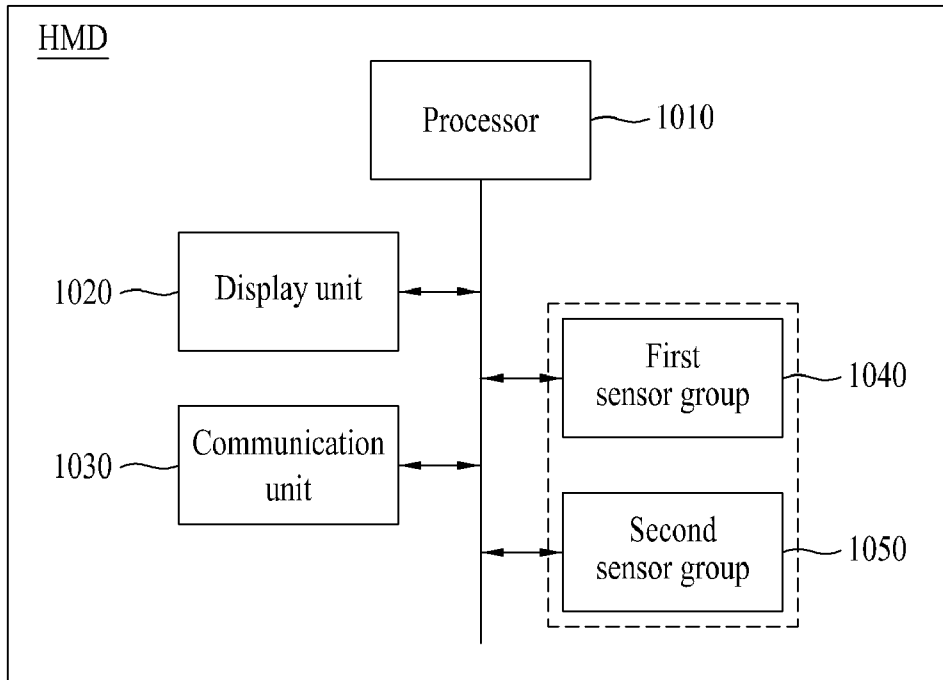 HMD
Processor
1010
Display unit
1020
First
sensor group
1040
Communication
unit
1030
Second
sensor group
1050